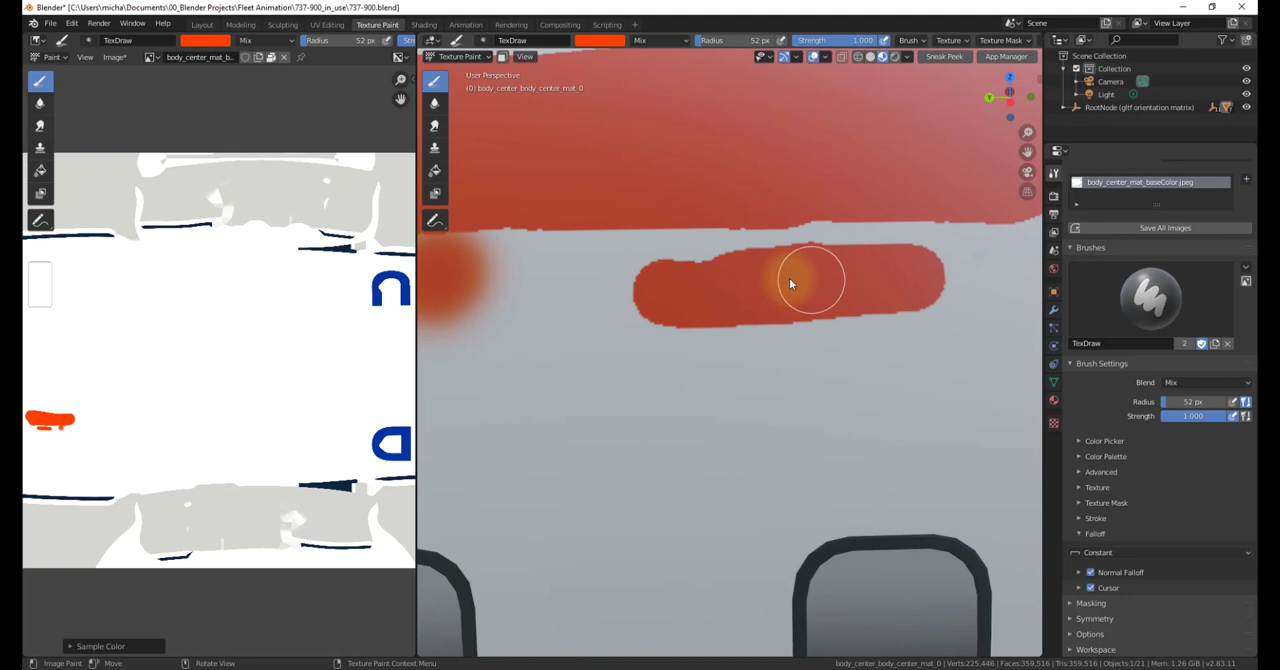 Blender* [C:\Users\micha\Documents\00_Blender Projects\Fleet Animation\737-900_in_use\737-900.blend]
File Edit Render Window Help Layout Modeling Sculpting UV Editing Texture Paint Shading Animation Rendering Compositing Scripting Scene View Layer
TexDraw Mix Radius 52 px Stre TexDraw Mix Radius 52 px Strength 1.000 Brush Texture Texture Mask
Paint View Image* body_center_mat_b... Texture Paint View Sneak Peek App Manager
User Perspective
(0) body_center_body_center_mat_0
Scene Collection
Collection
Camera
Light
RootNode (gltf orientation matrix)
body_center_mat_baseColor.jpeg
Save All Images
Brushes
TexDraw 2
Brush Settings
Blend Mix
Radius 52 px
Strength 1.000
Color Picker
Color Palette
Advanced
Texture
Texture Mask
Stroke
Falloff
Constant
Normal Falloff
Cursor
Masking
Symmetry
Options
Workspace
Sample Color
Image Paint Move Rotate View Texture Paint Context Menu body_center_body_center_mat_0 | Verts:225,446 | Faces:359,516 | Tris:359,516 | Objects:1/21 | Mem: 1.26 GiB | v2.83.11